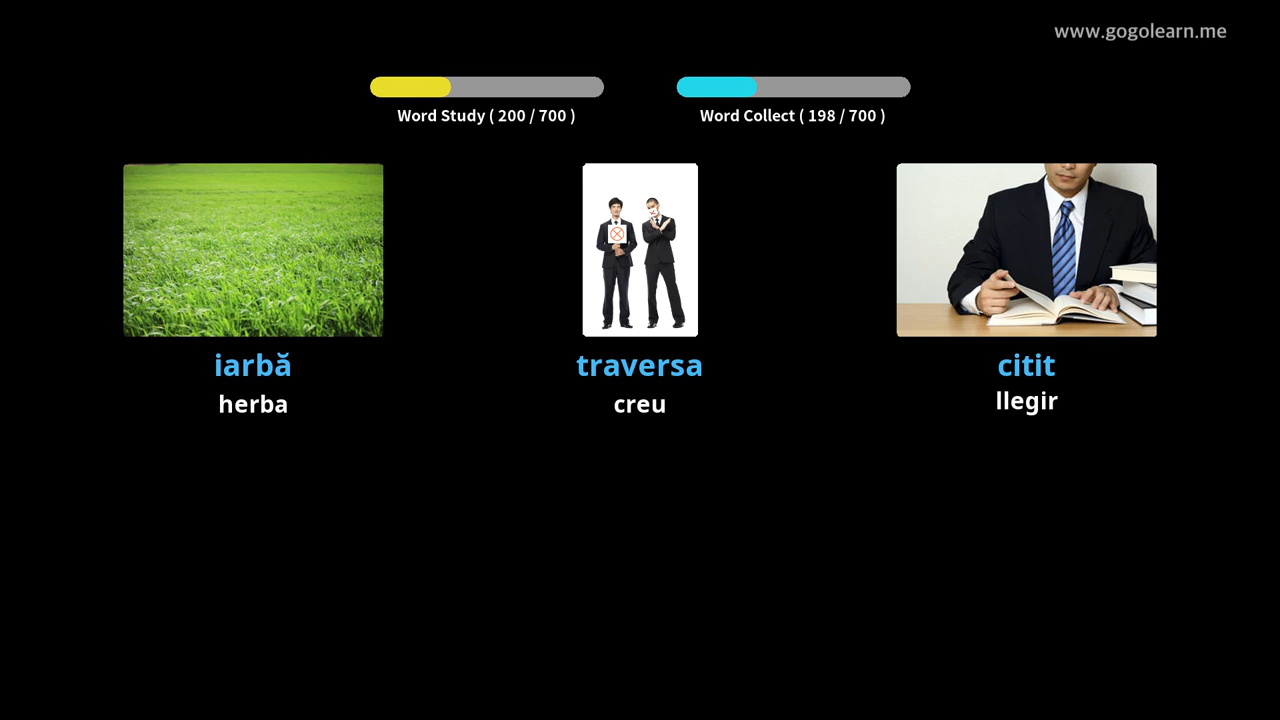 www.gogolearn.me
Word Study ( 200 / 700 )
Word Collect ( 198 / 700 )
iarbă
herba
traversa
creu
citit
llegir